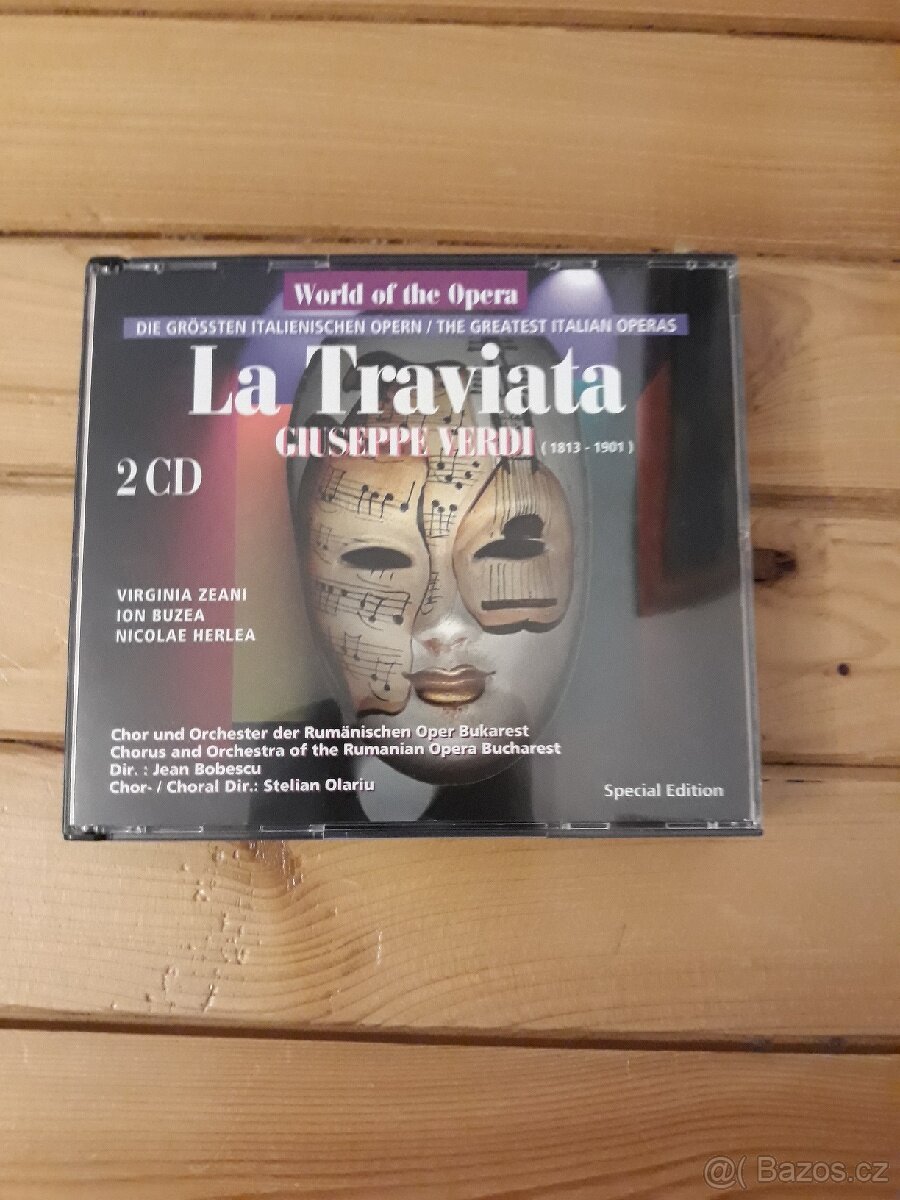 World of the Opera
DIE GRÖSSTEN ITALIENISCHEN OPERN / THE GREATEST ITALIAN OPERAS
La Traviata
GIUSEPPE VERDI (1813 - 1901)
2 CD
VIRGINIA ZEANI
ION BUZEA
NICOLAE HERLEA
Chor und Orchester der Rumänischen Oper Bukarest
Chorus and Orchestra of the Rumanian Opera Bucharest
Dir. : Jean Bobescu
Chor- / Choral Dir.: Stelian Olariu
Special Edition
@( Bazos.cz